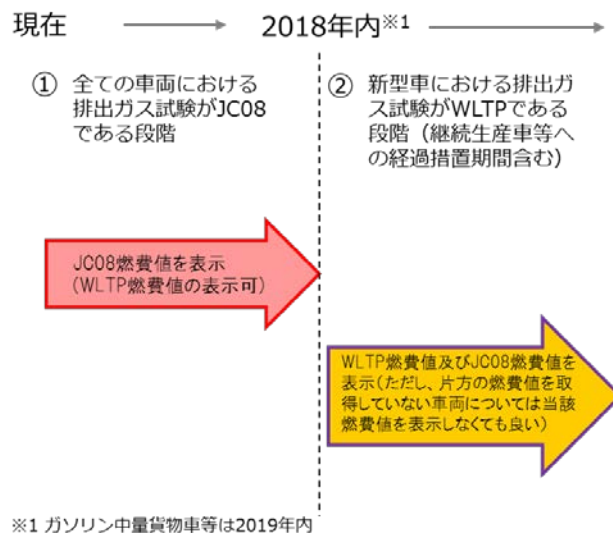 現在
2018年内※1
① 全ての車両における
排出ガス試験がJC08
である段階
② 新型車における排出ガ
ス試験がWLTPである
段階（継続生産車等へ
の経過措置期間含む）
JC08燃費値を表示
(WLTP燃費値の表示可)
WLTP燃費値及びJC08燃費値を
表示(ただし、片方の燃費値を取
得していない車両については当該
燃費値を表示しなくても良い)
※1 ガソリン中量貨物車等は2019年内